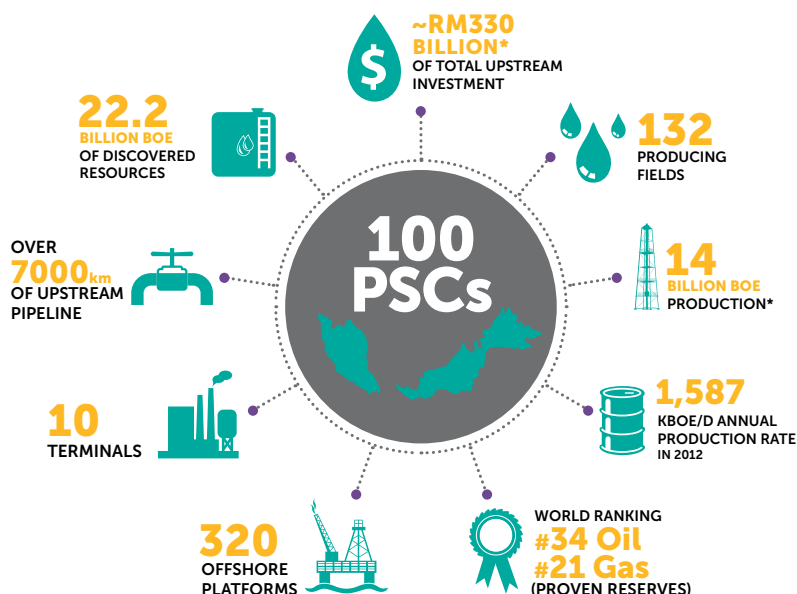 ~RM330
BILLION*
OF TOTAL UPSTREAM
INVESTMENT
$
22.2
BILLION BOE
OF DISCOVERED
RESOURCES
132
PRODUCING
FIELDS
100
PSCs
OVER
7000km
OF UPSTREAM
PIPELINE
14
BILLION BOE
PRODUCTION*
10
TERMINALS
1,587
KBOE/D ANNUAL
PRODUCTION RATE
IN 2012
320
OFFSHORE
PLATFORMS
WORLD RANKING
#34 Oil
#21 Gas
(PROVEN RESERVES)